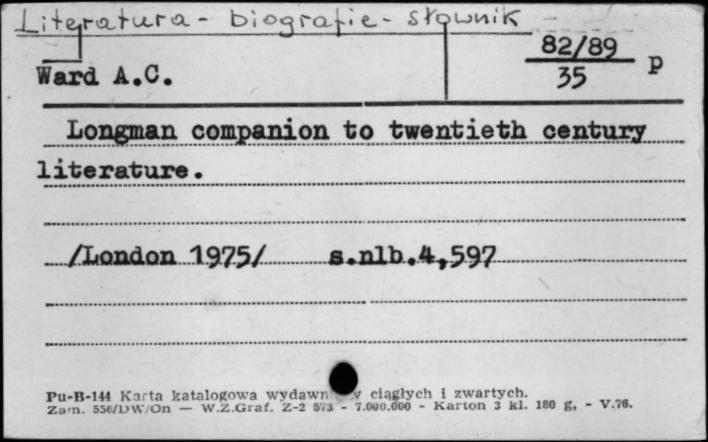 Literatura - biografie - słownik
Ward A.C.
82/89
35 p
Longman companion to twentieth century
literature.
/London 1975/ s.nlb.4,597
Pu-B-144 Karta katalogowa ciągłych i zwartych.
Zam. 556/DW/On — W.Z.Graf. Z-2 573 - 7.000.000 - Karton 3 kl. 180 g, - V.76.